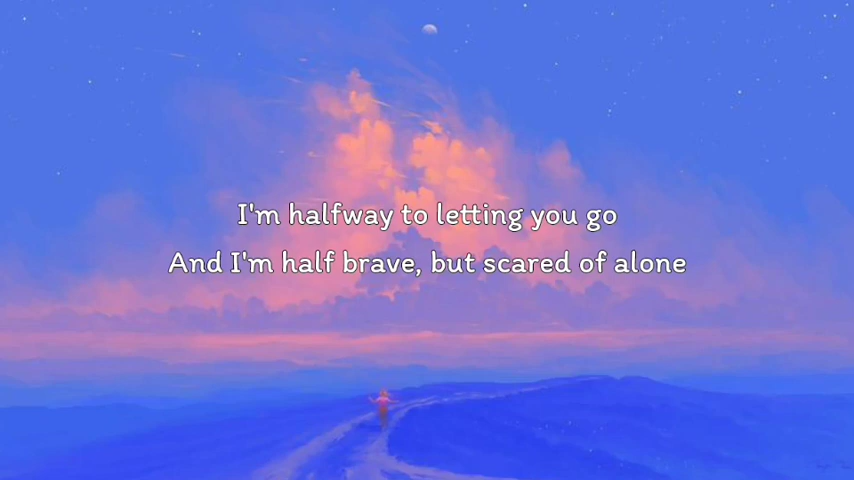 I'm halfway to letting you go
And I'm half brave, but scared of alone